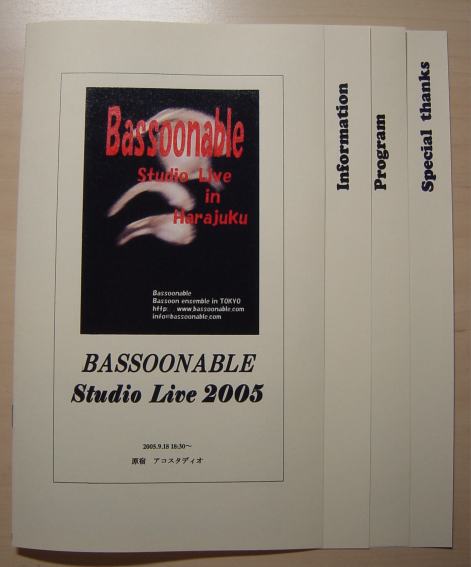 Bassoonable
Studio Live
in
Harajuku
Bassoonable
Bassoon ensemble in TOKYO
http: www.bassoonable.com
info@bassoonable.com
BASSOONABLE
Studio Live 2005
2005.9.18 18:30～
原宿 アコスタディオ
Information
Program
Special thanks